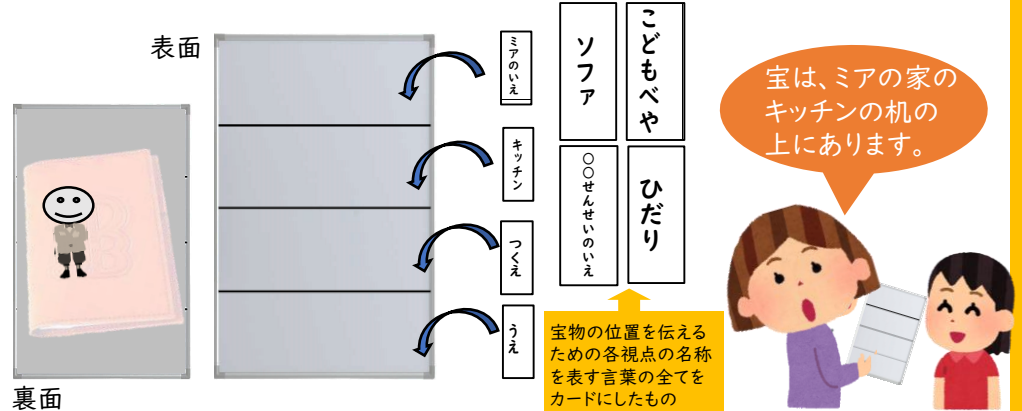 表面
裏面
ミアのいえ
キッチン
つくえ
うえ
ソファ
こどもべや
○○せんせいのいえ
ひだり
宝物の位置を伝える
ための各視点の名称
を表す言葉の全てを
カードにしたもの
宝は、ミアの家の
キッチンの机の
上にあります。